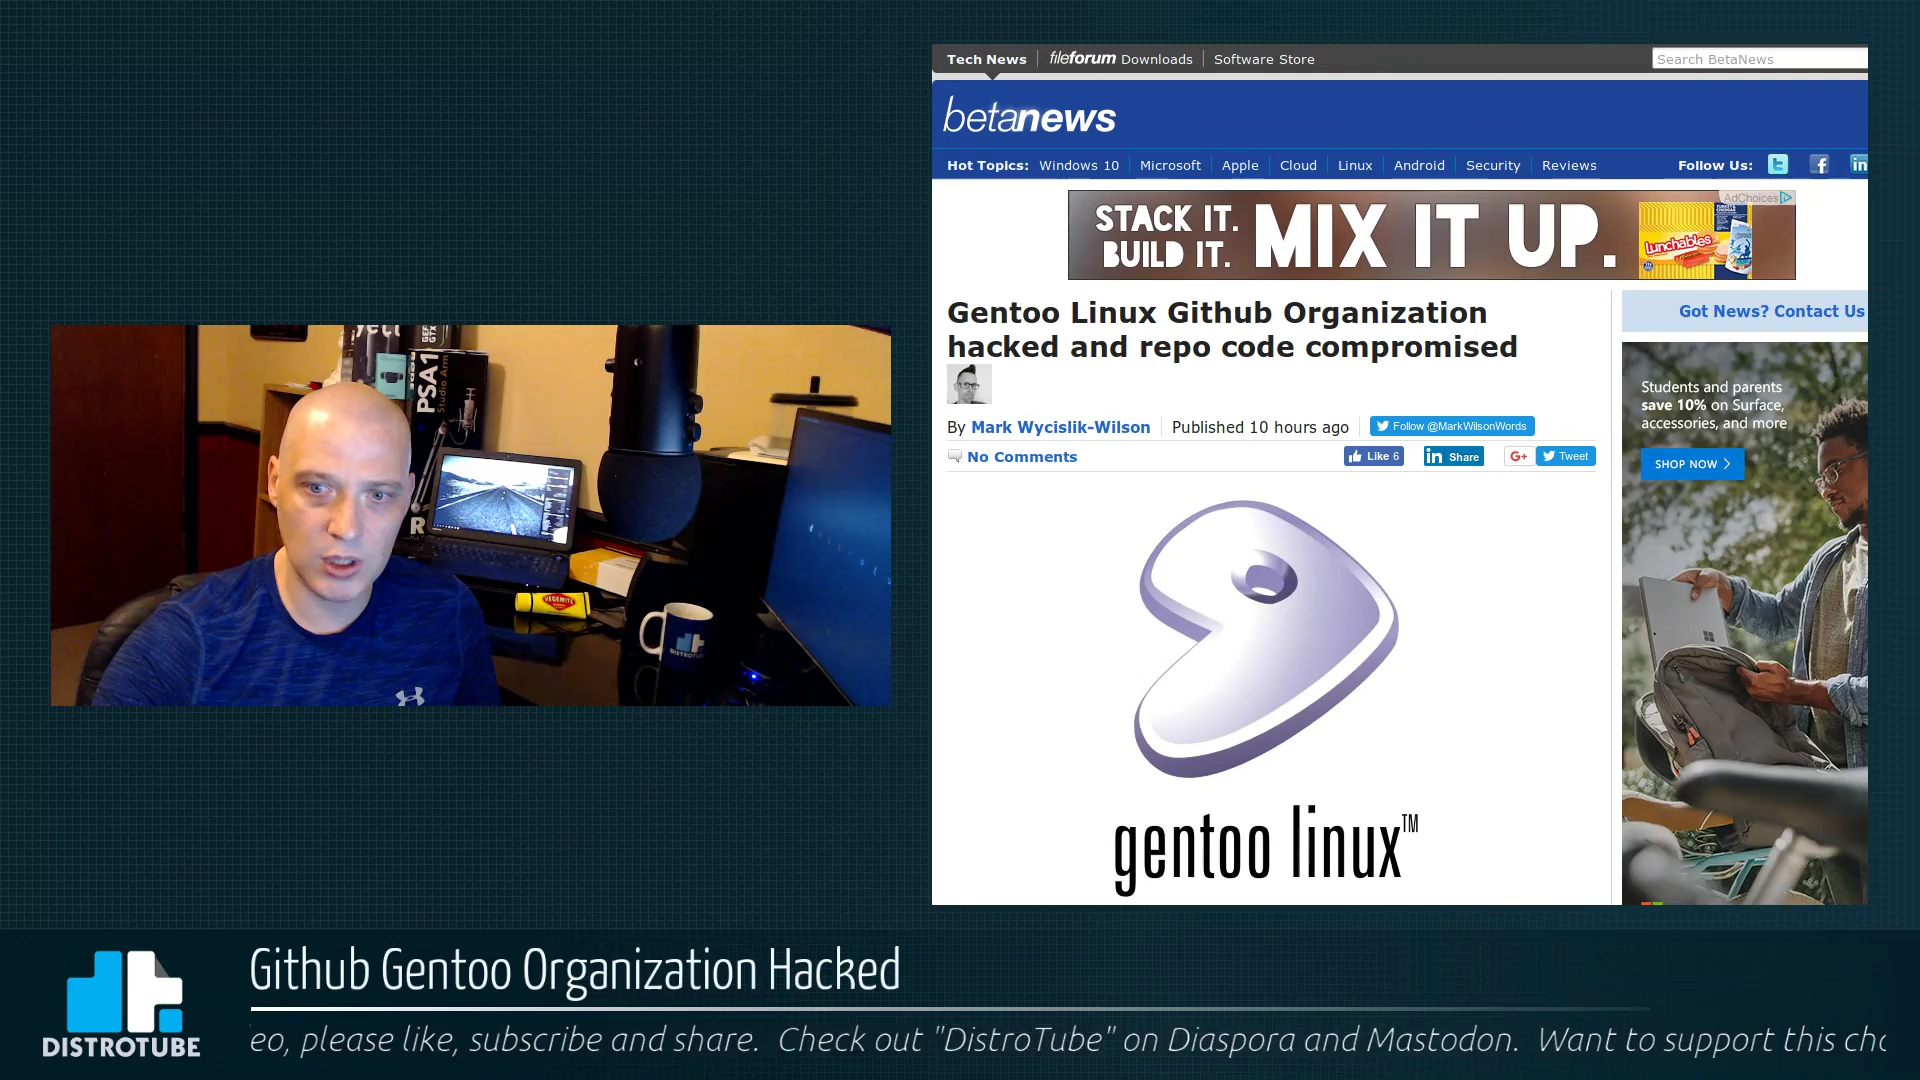 Tech News
fileforum Downloads
Software Store
Search BetaNews
betanews
Hot Topics: Windows 10 Microsoft Apple Cloud Linux Android Security Reviews
Follow Us:
AdChoices
STACK IT.
BUILD IT.
MIX IT UP.
Lunchables
Gentoo Linux Github Organization
hacked and repo code compromised
Got News? Contact Us
By Mark Wycislik-Wilson Published 10 hours ago Follow @MarkWilsonWords
No Comments
Like 6
Share
G+
Tweet
Students and parents
save 10% on Surface,
accessories, and more
SHOP NOW
gentoo linux™
PSA1
Studio Arm
VEGEMITE
DISTROTUBE
Github Gentoo Organization Hacked
eo, please like, subscribe and share. Check out "DistroTube" on Diaspora and Mastodon. Want to support this ch
DISTROTUBE